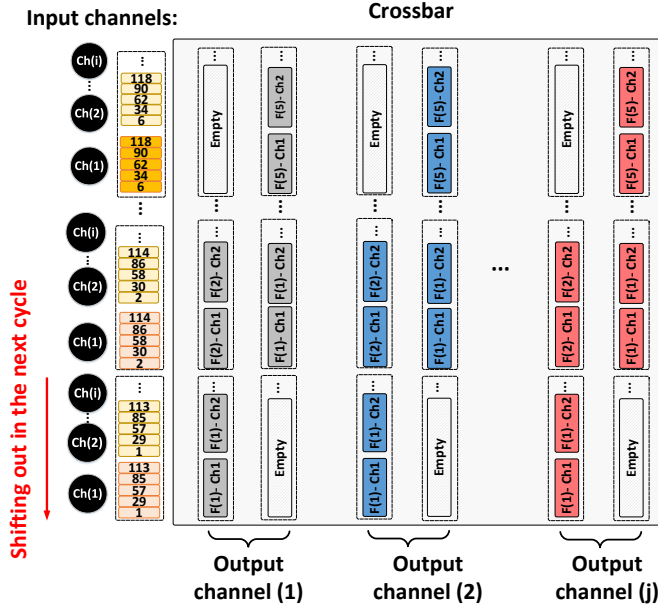 Input channels:
Crossbar
Ch(i)
⋮
Ch(2)
Ch(1)
...
118
90
62
34
6
118
90
62
34
6
Empty
... F(5)- Ch2
F(5)- Ch1
Empty
... F(5)- Ch2
F(5)- Ch1
Empty
... F(5)- Ch2
F(5)- Ch1
Ch(i)
Ch(2)
Ch(1)
...
114
86
58
30
2
114
86
58
30
2
... F(2)- Ch2
F(2)- Ch1
... F(1)- Ch2
F(1)- Ch1
... F(2)- Ch2
F(2)- Ch1
... F(1)- Ch2
F(1)- Ch1
...
... F(2)- Ch2
F(2)- Ch1
... F(1)- Ch2
F(1)- Ch1
Shifting out in the next cycle
Ch(i)
Ch(2)
Ch(1)
...
113
85
57
29
1
113
85
57
29
1
... F(1)- Ch2
F(1)- Ch1
... Empty
... F(1)- Ch2
F(1)- Ch1
... Empty
... F(1)- Ch2
F(1)- Ch1
... Empty
Output
channel (1)
Output
channel (2)
Output
channel (j)